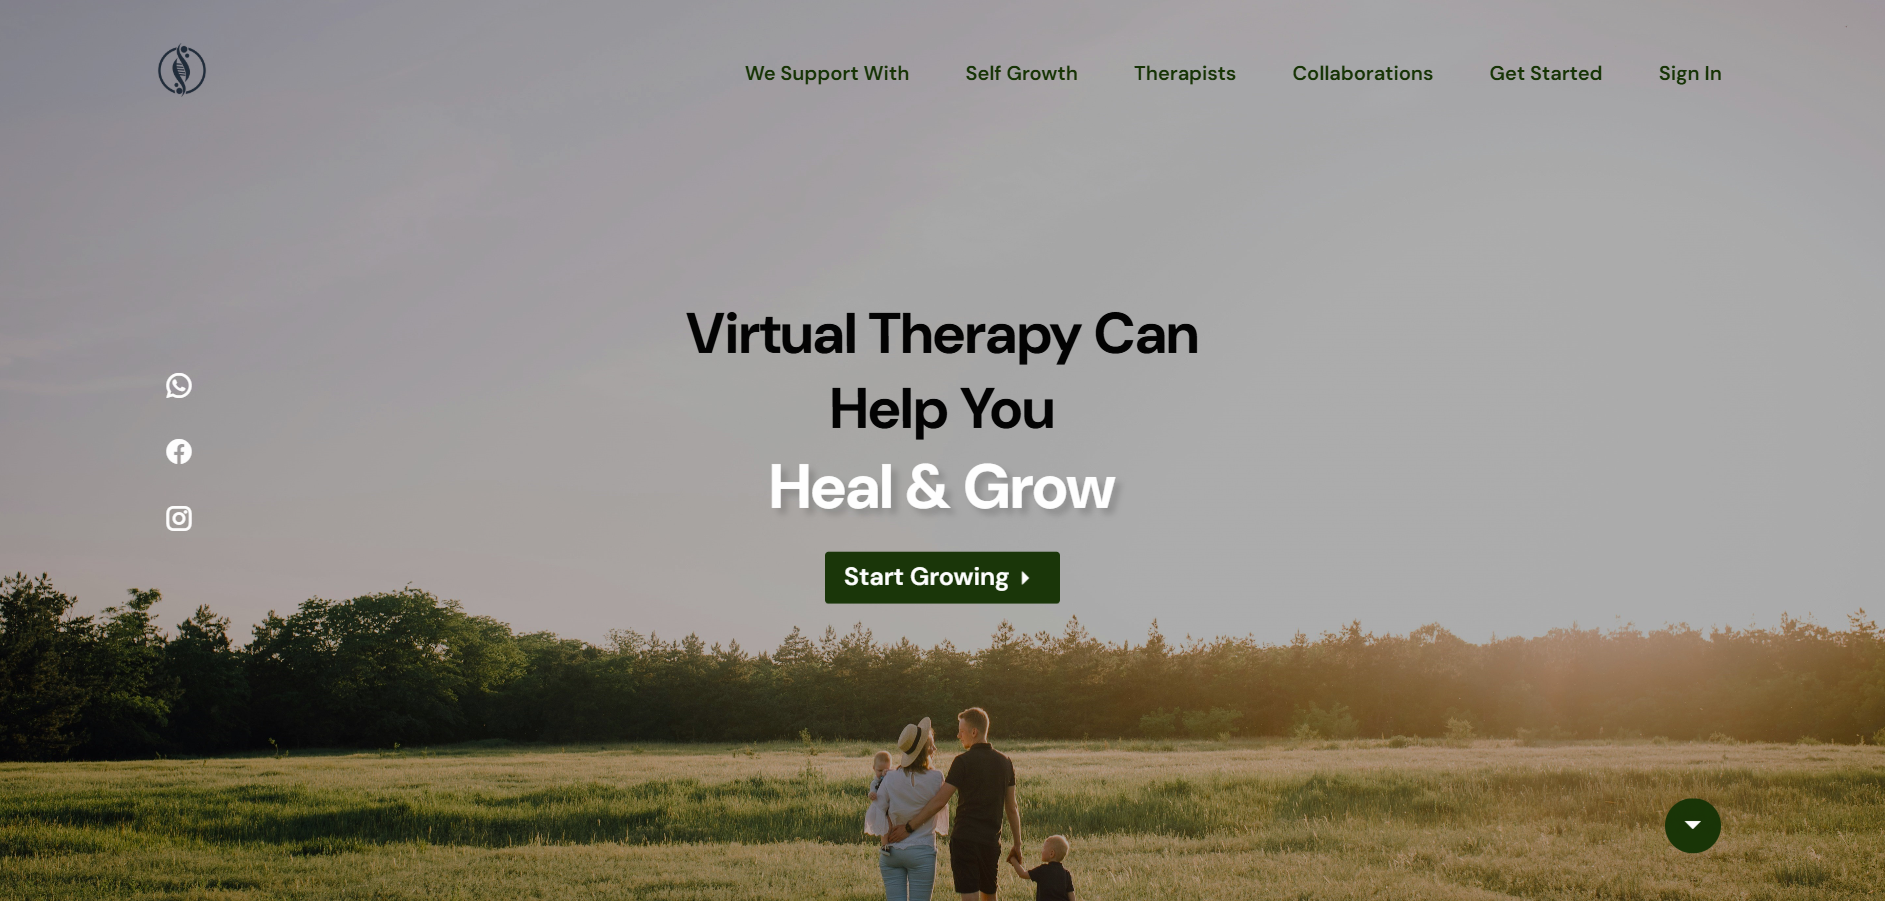 We Support With
Self Growth
Therapists
Collaborations
Get Started
Sign In
Virtual Therapy Can
Help You
Heal & Grow
Start Growing